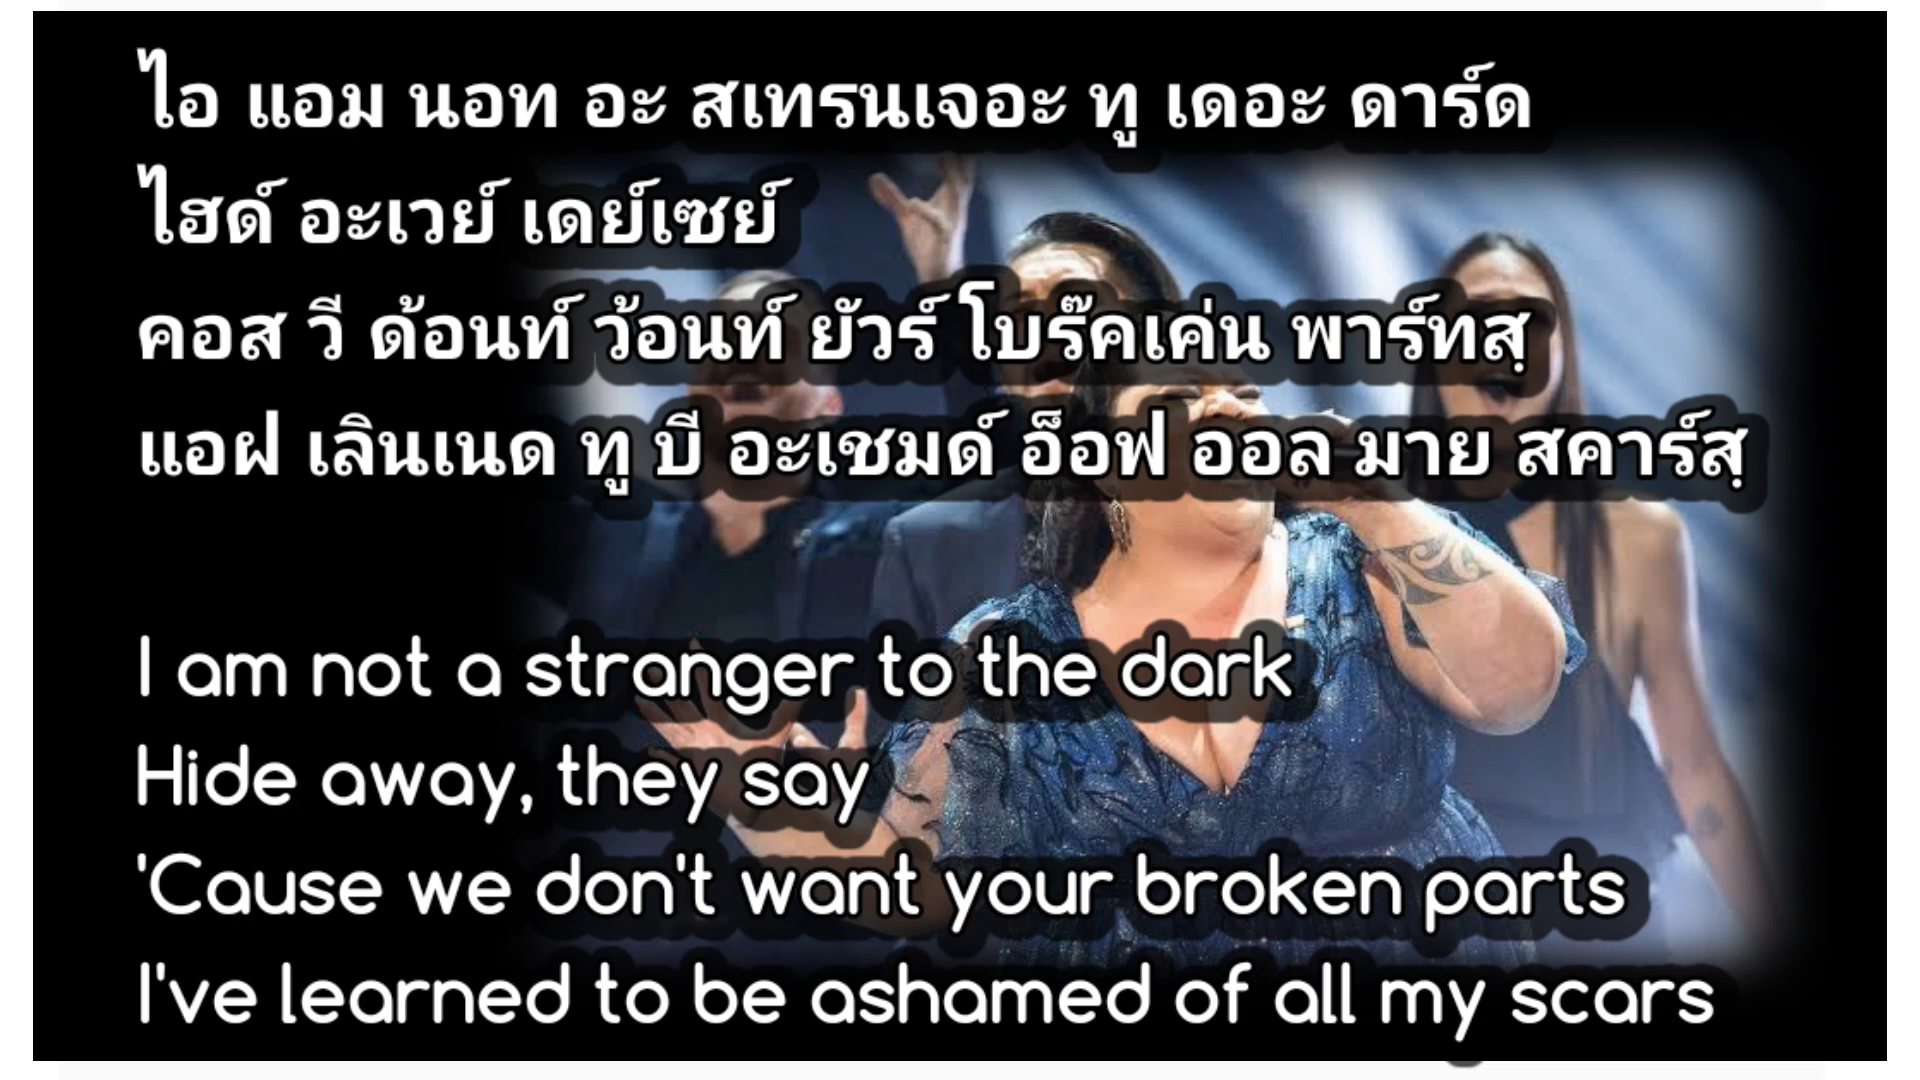 ไอ แอม นอท อะ สเทรนเจอะ ทู เดอะ ดาร์ด
ไฮด์ อะเวย์ เดย์เซย์
คอส วี ด้อนท์ ว้อนท์ ยัวร์ โบร๊คเค่น พาร์ทสฺ
แอฝ เลินเนด ทู บี อะเชมด์ อ็อฟ ออล มาย สคาร์สฺ
I am not a stranger to the dark
Hide away, they say
'Cause we don't want your broken parts
I've learned to be ashamed of all my scars